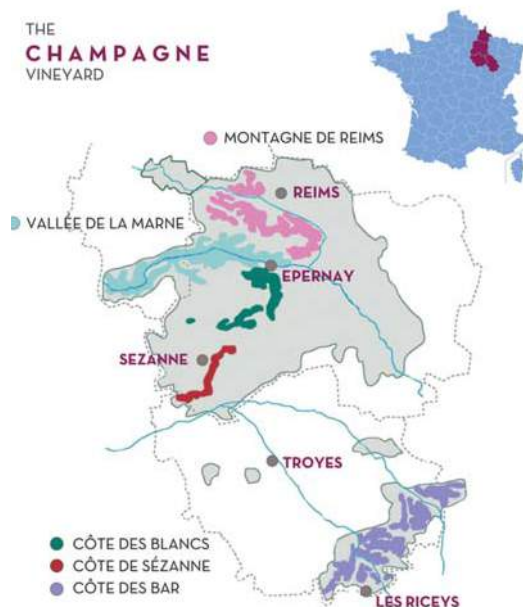 THE
CHAMPAGNE
VINEYARD
MONTAGNE DE REIMS
REIMS
VALLÉE DE LA MARNE
EPERNAY
SEZANNE
TROYES
CÔTE DES BLANCS
CÔTE DE SÉZANNE
CÔTE DES BAR
LES RICEYS